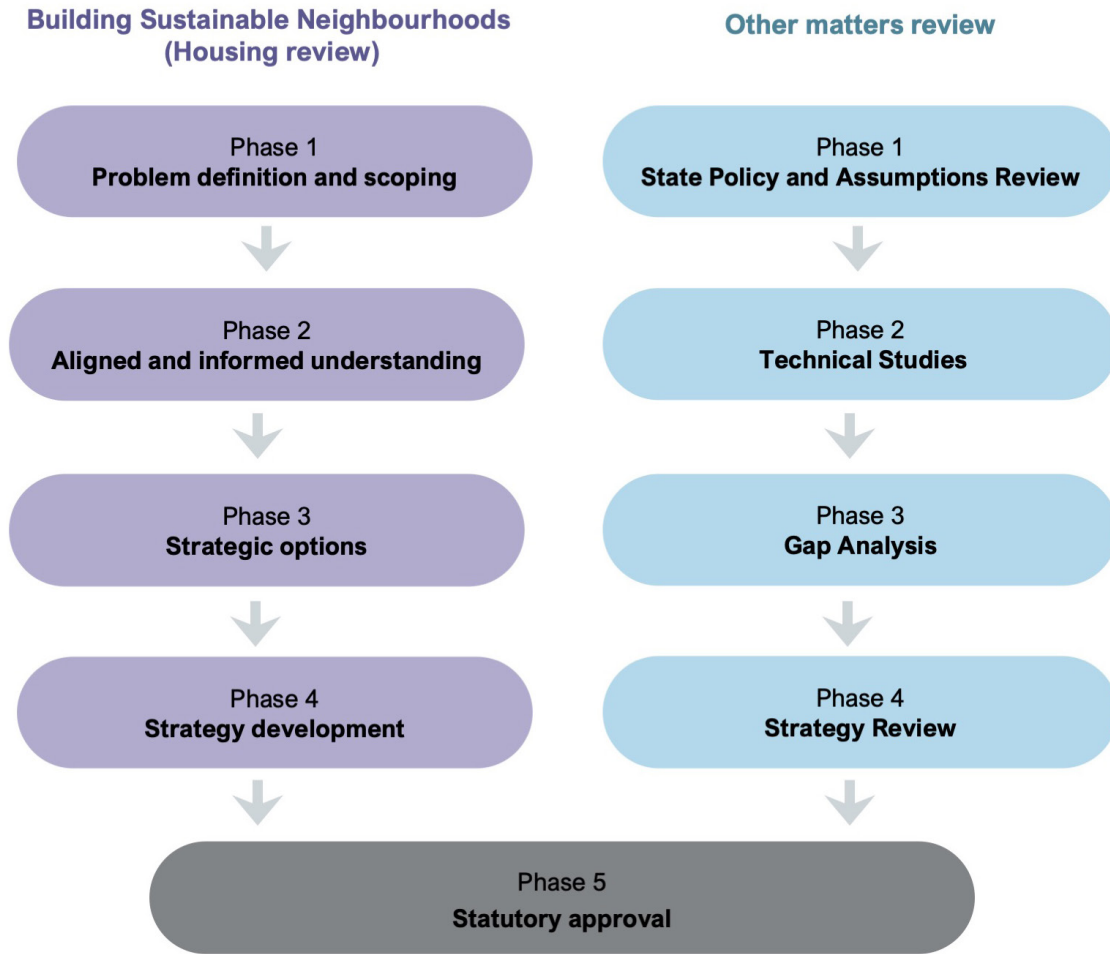 Building Sustainable Neighbourhoods
(Housing review)
Phase 1
Problem definition and scoping
Phase 2
Aligned and informed understanding
Phase 3
Strategic options
Phase 4
Strategy development
Other matters review
Phase 1
State Policy and Assumptions Review
Phase 2
Technical Studies
Phase 3
Gap Analysis
Phase 4
Strategy Review
Phase 5
Statutory approval